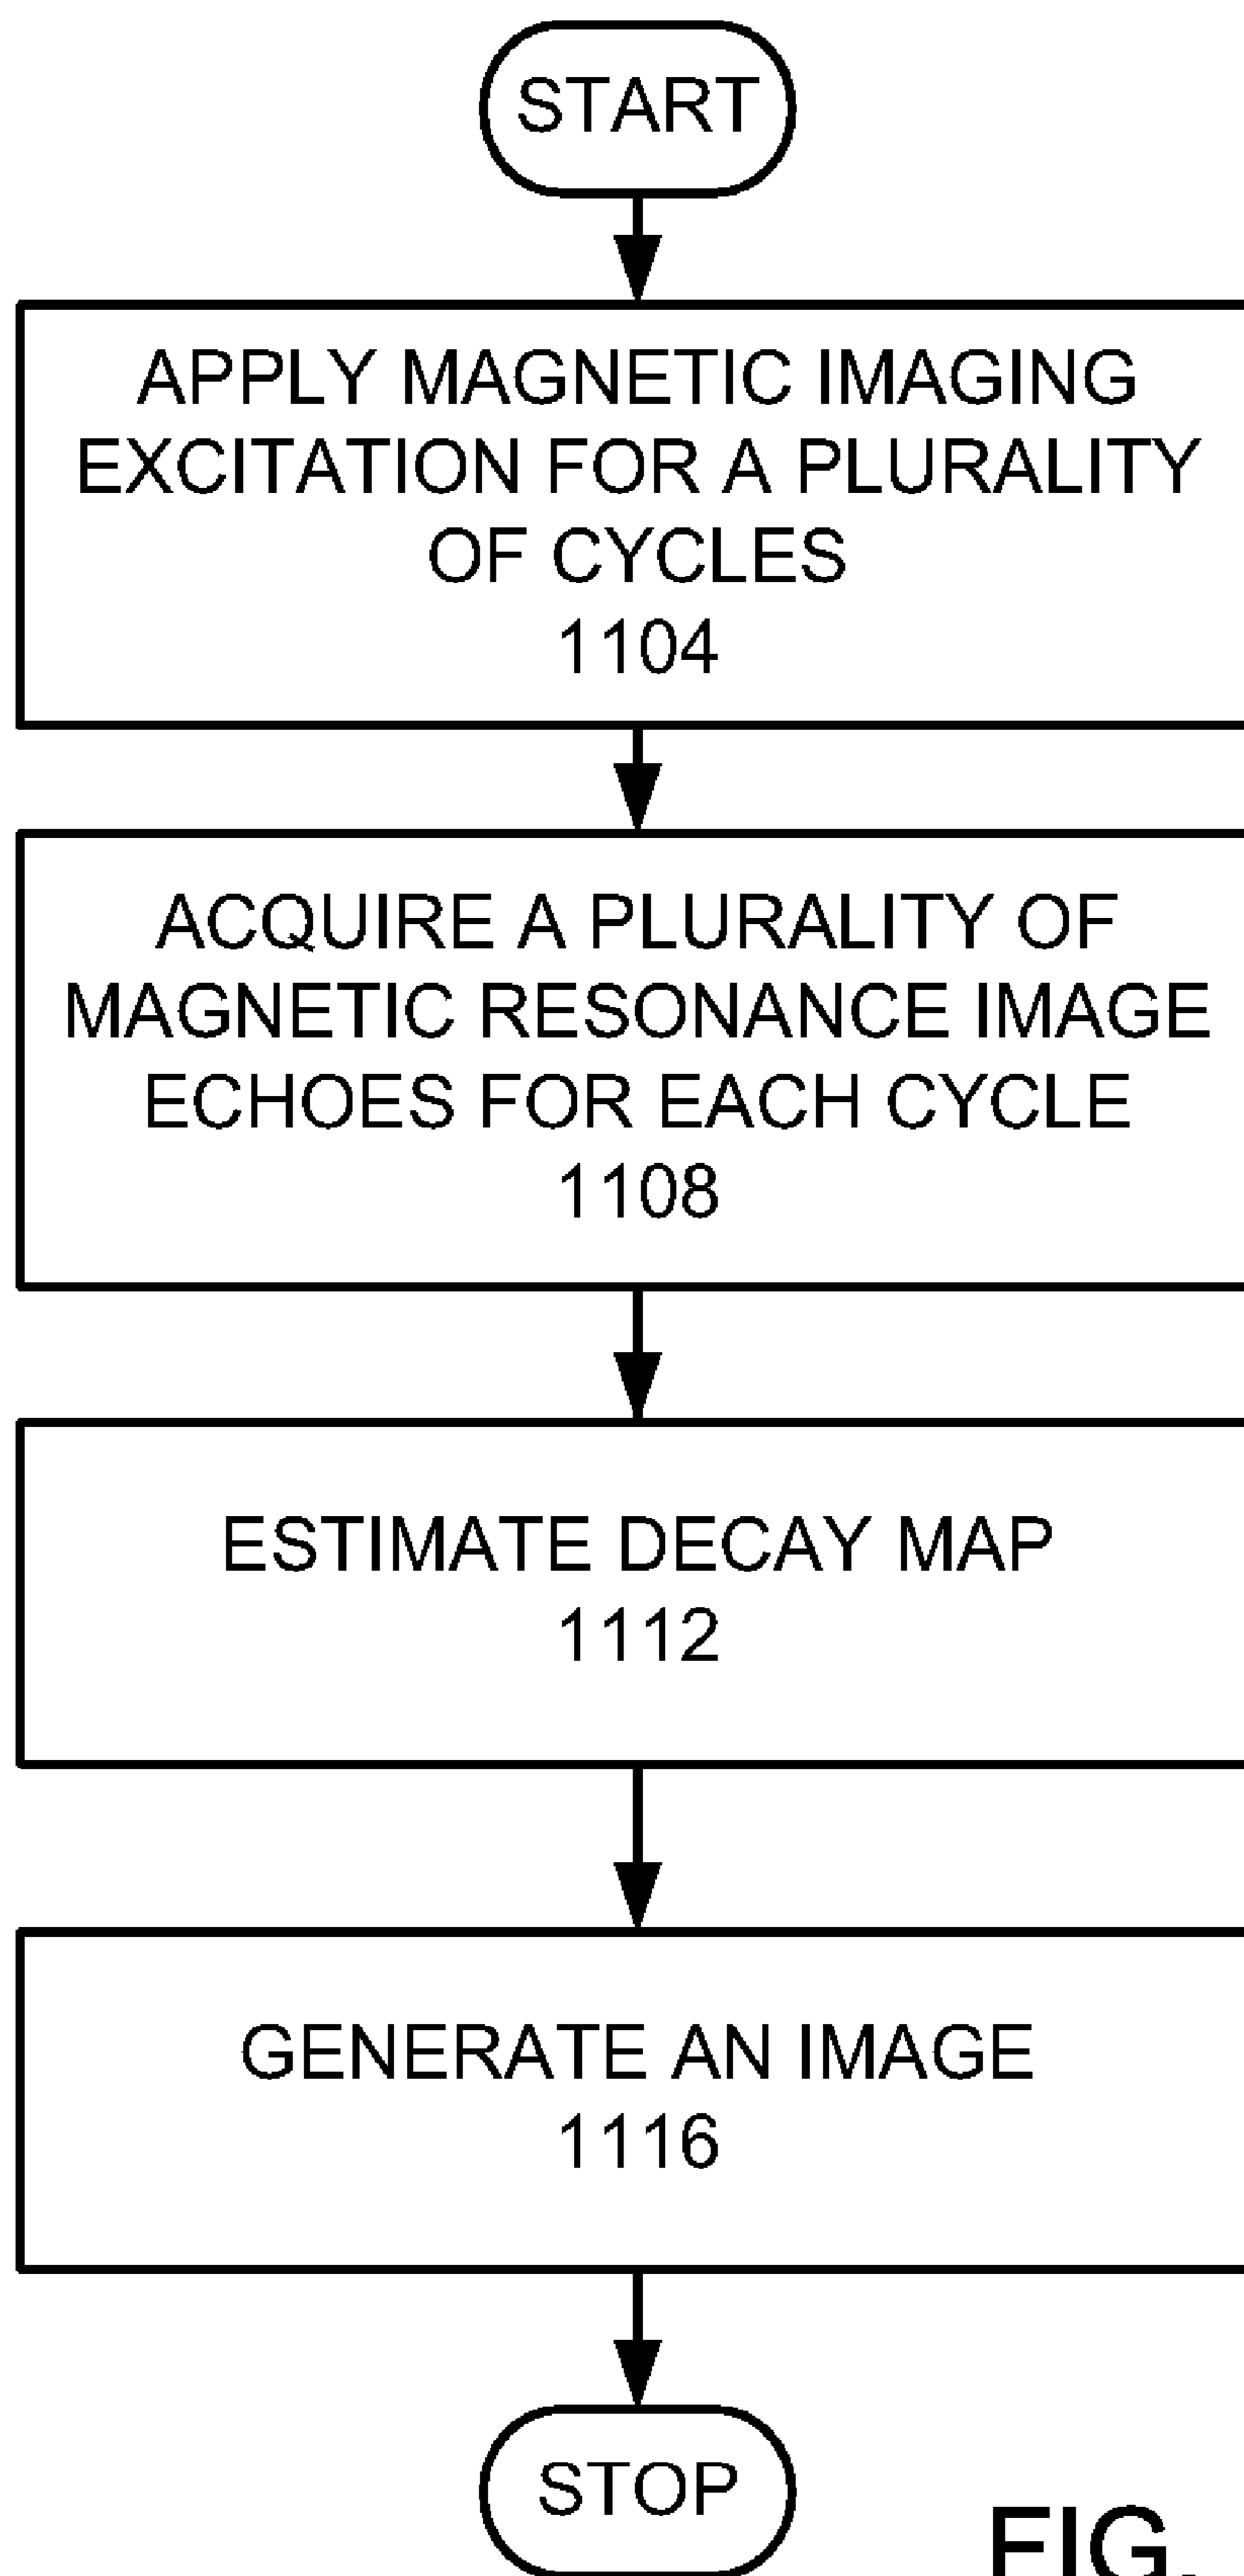 START
APPLY MAGNETIC IMAGING
EXCITATION FOR A PLURALITY
OF CYCLES
1104
ACQUIRE A PLURALITY OF
MAGNETIC RESONANCE IMAGE
ECHOES FOR EACH CYCLE
1108
ESTIMATE DECAY MAP
1112
GENERATE AN IMAGE
1116
STOP
FIG.